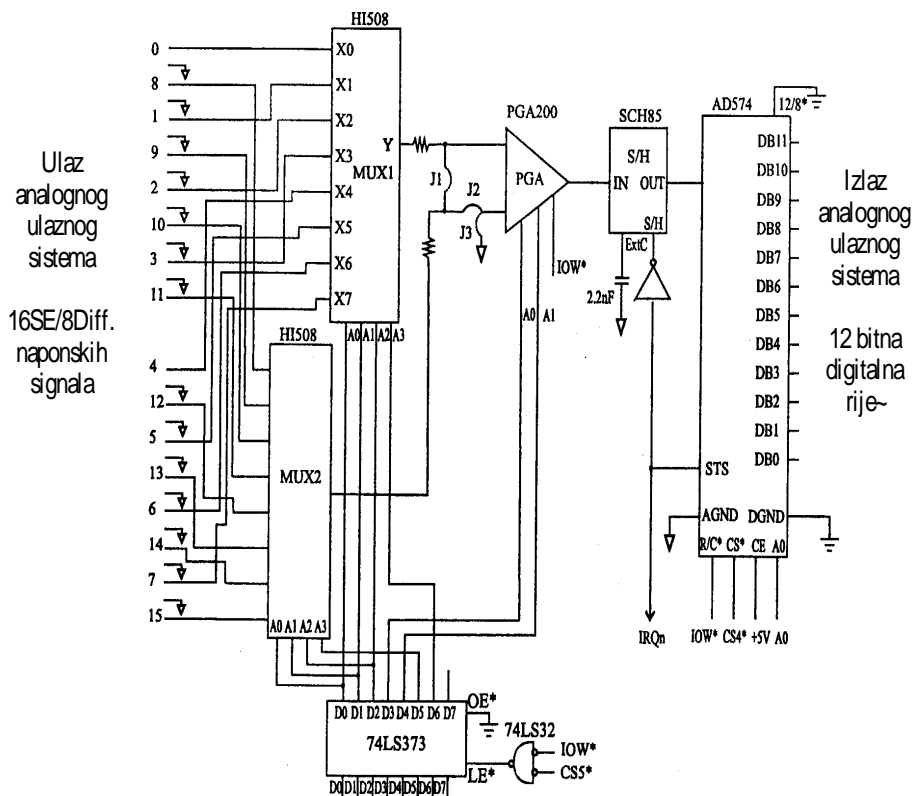 HI508
0
8
1
9
2
10
3
11
4
12
5
13
6
14
7
15
Ulaz
analognog
ulaznog
sistema
16SE/8Diff.
naponskih
signala
X0
X1
X2
X3
X4
X5
X6
X7
Y
MUX1
A0 A1 A2 A3
HI508
MUX2
A0 A1 A2 A3
J1
J2
J3
PGA200
PGA
IOW*
A0
A1
SCH85
S/H
IN OUT
S/H
ExtC
2.2nF
AD574
12/8*
DB11
DB10
DB9
DB8
DB7
DB6
DB5
DB4
DB3
DB2
DB1
DB0
STS
AGND DGND
R/C* CS* CE A0
IOW* CS4* +5V A0
IRQn
Izlaz
analognog
ulaznog
sistema
12 bitna
digitalna
rije~
D0 D1 D2 D3 D4 D5 D6 D7
OE*
74LS373
LE*
D0 D1 D2 D3 D4 D5 D6 D7
74LS32
IOW*
CS5*